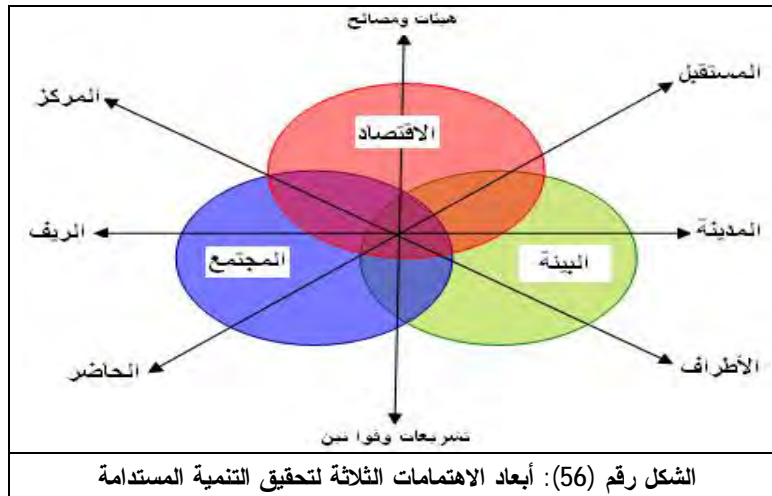 هيئات ومصالح
المستقبل
المركز
الاقتصاد
المدينة
الريف
البيئة
المجتمع
الأطراف
الحاضر
تشريعات وقوانين
الشكل رقم (56): أبعاد الاهتمامات الثلاثة لتحقيق التنمية المستدامة